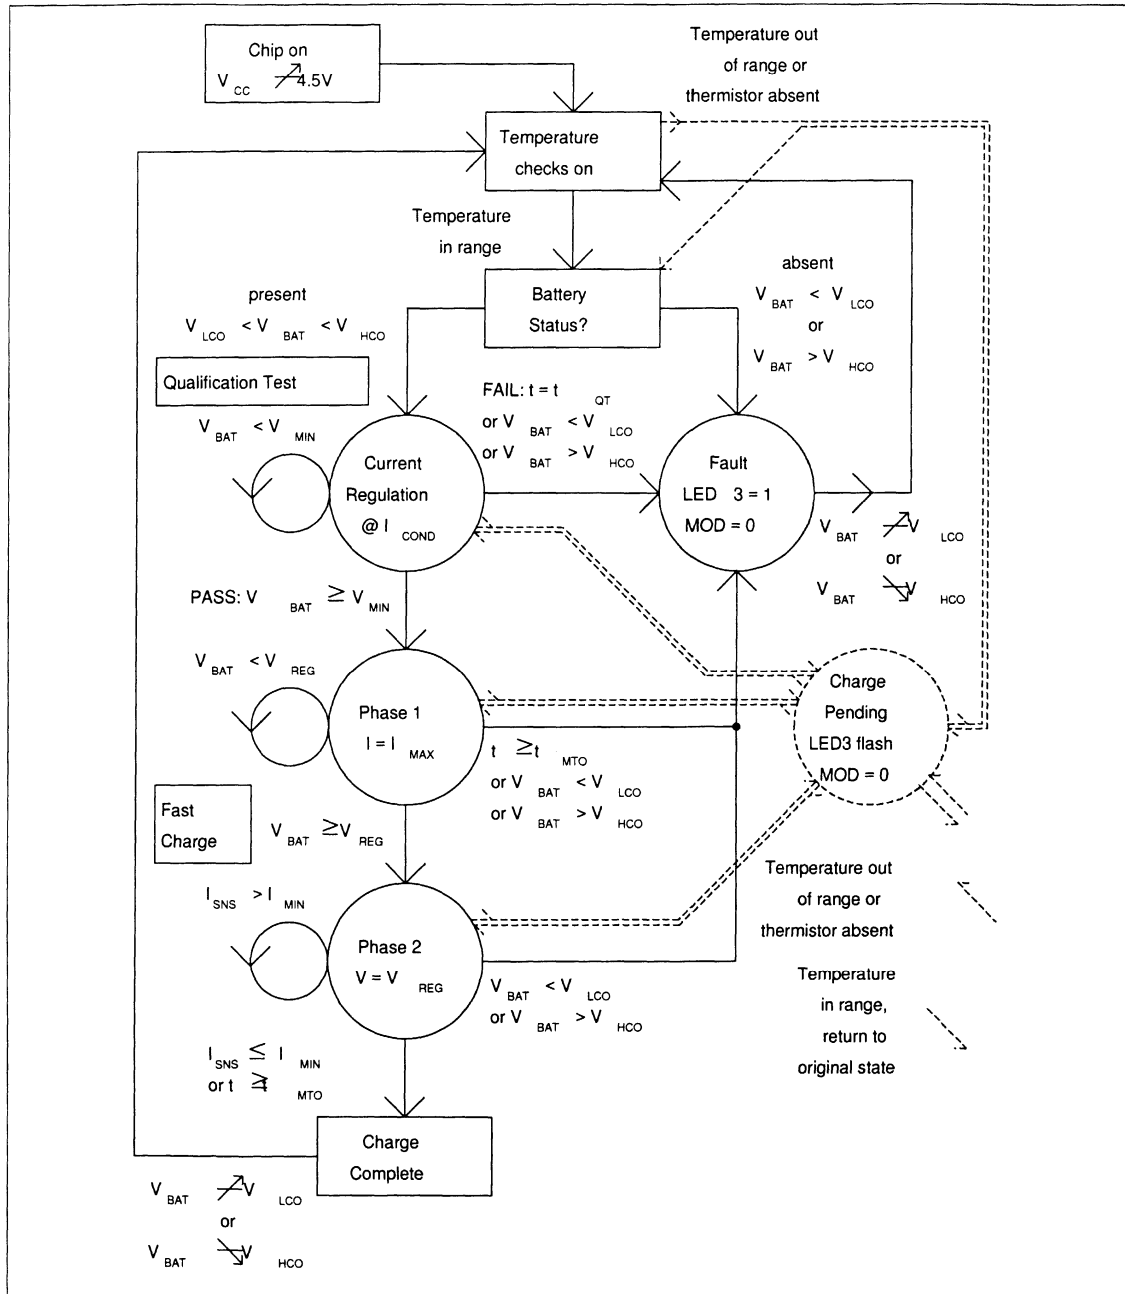 Chip on
V CC ↗ 4.5V
Temperature out
of range or
thermistor absent
Temperature
checks on
Temperature
in range
Battery
Status?
present
V LCO < V BAT < V HCO
absent
V BAT < V LCO
or
V BAT > V HCO
Qualification Test
V BAT < V MIN
FAIL: t = t QT
or V BAT < V LCO
or V BAT > V HCO
Current
Regulation
@ I COND
Fault
LED 3 = 1
MOD = 0
V BAT ↗ V LCO
or
V BAT ↘ V HCO
PASS: V BAT ≥ V MIN
V BAT < V REG
Phase 1
I = I MAX
t ≥ t MTO
or V BAT < V LCO
or V BAT > V HCO
Charge
Pending
LED3 flash
MOD = 0
Fast
Charge
V BAT ≥ V REG
I SNS > I MIN
Phase 2
V = V REG
V BAT < V LCO
or V BAT > V HCO
Temperature out
of range or
thermistor absent
Temperature
in range,
return to
original state
I SNS ≤ I MIN
or t ≥ t MTO
Charge
Complete
V BAT ↗ V LCO
or
V BAT ↘ V HCO